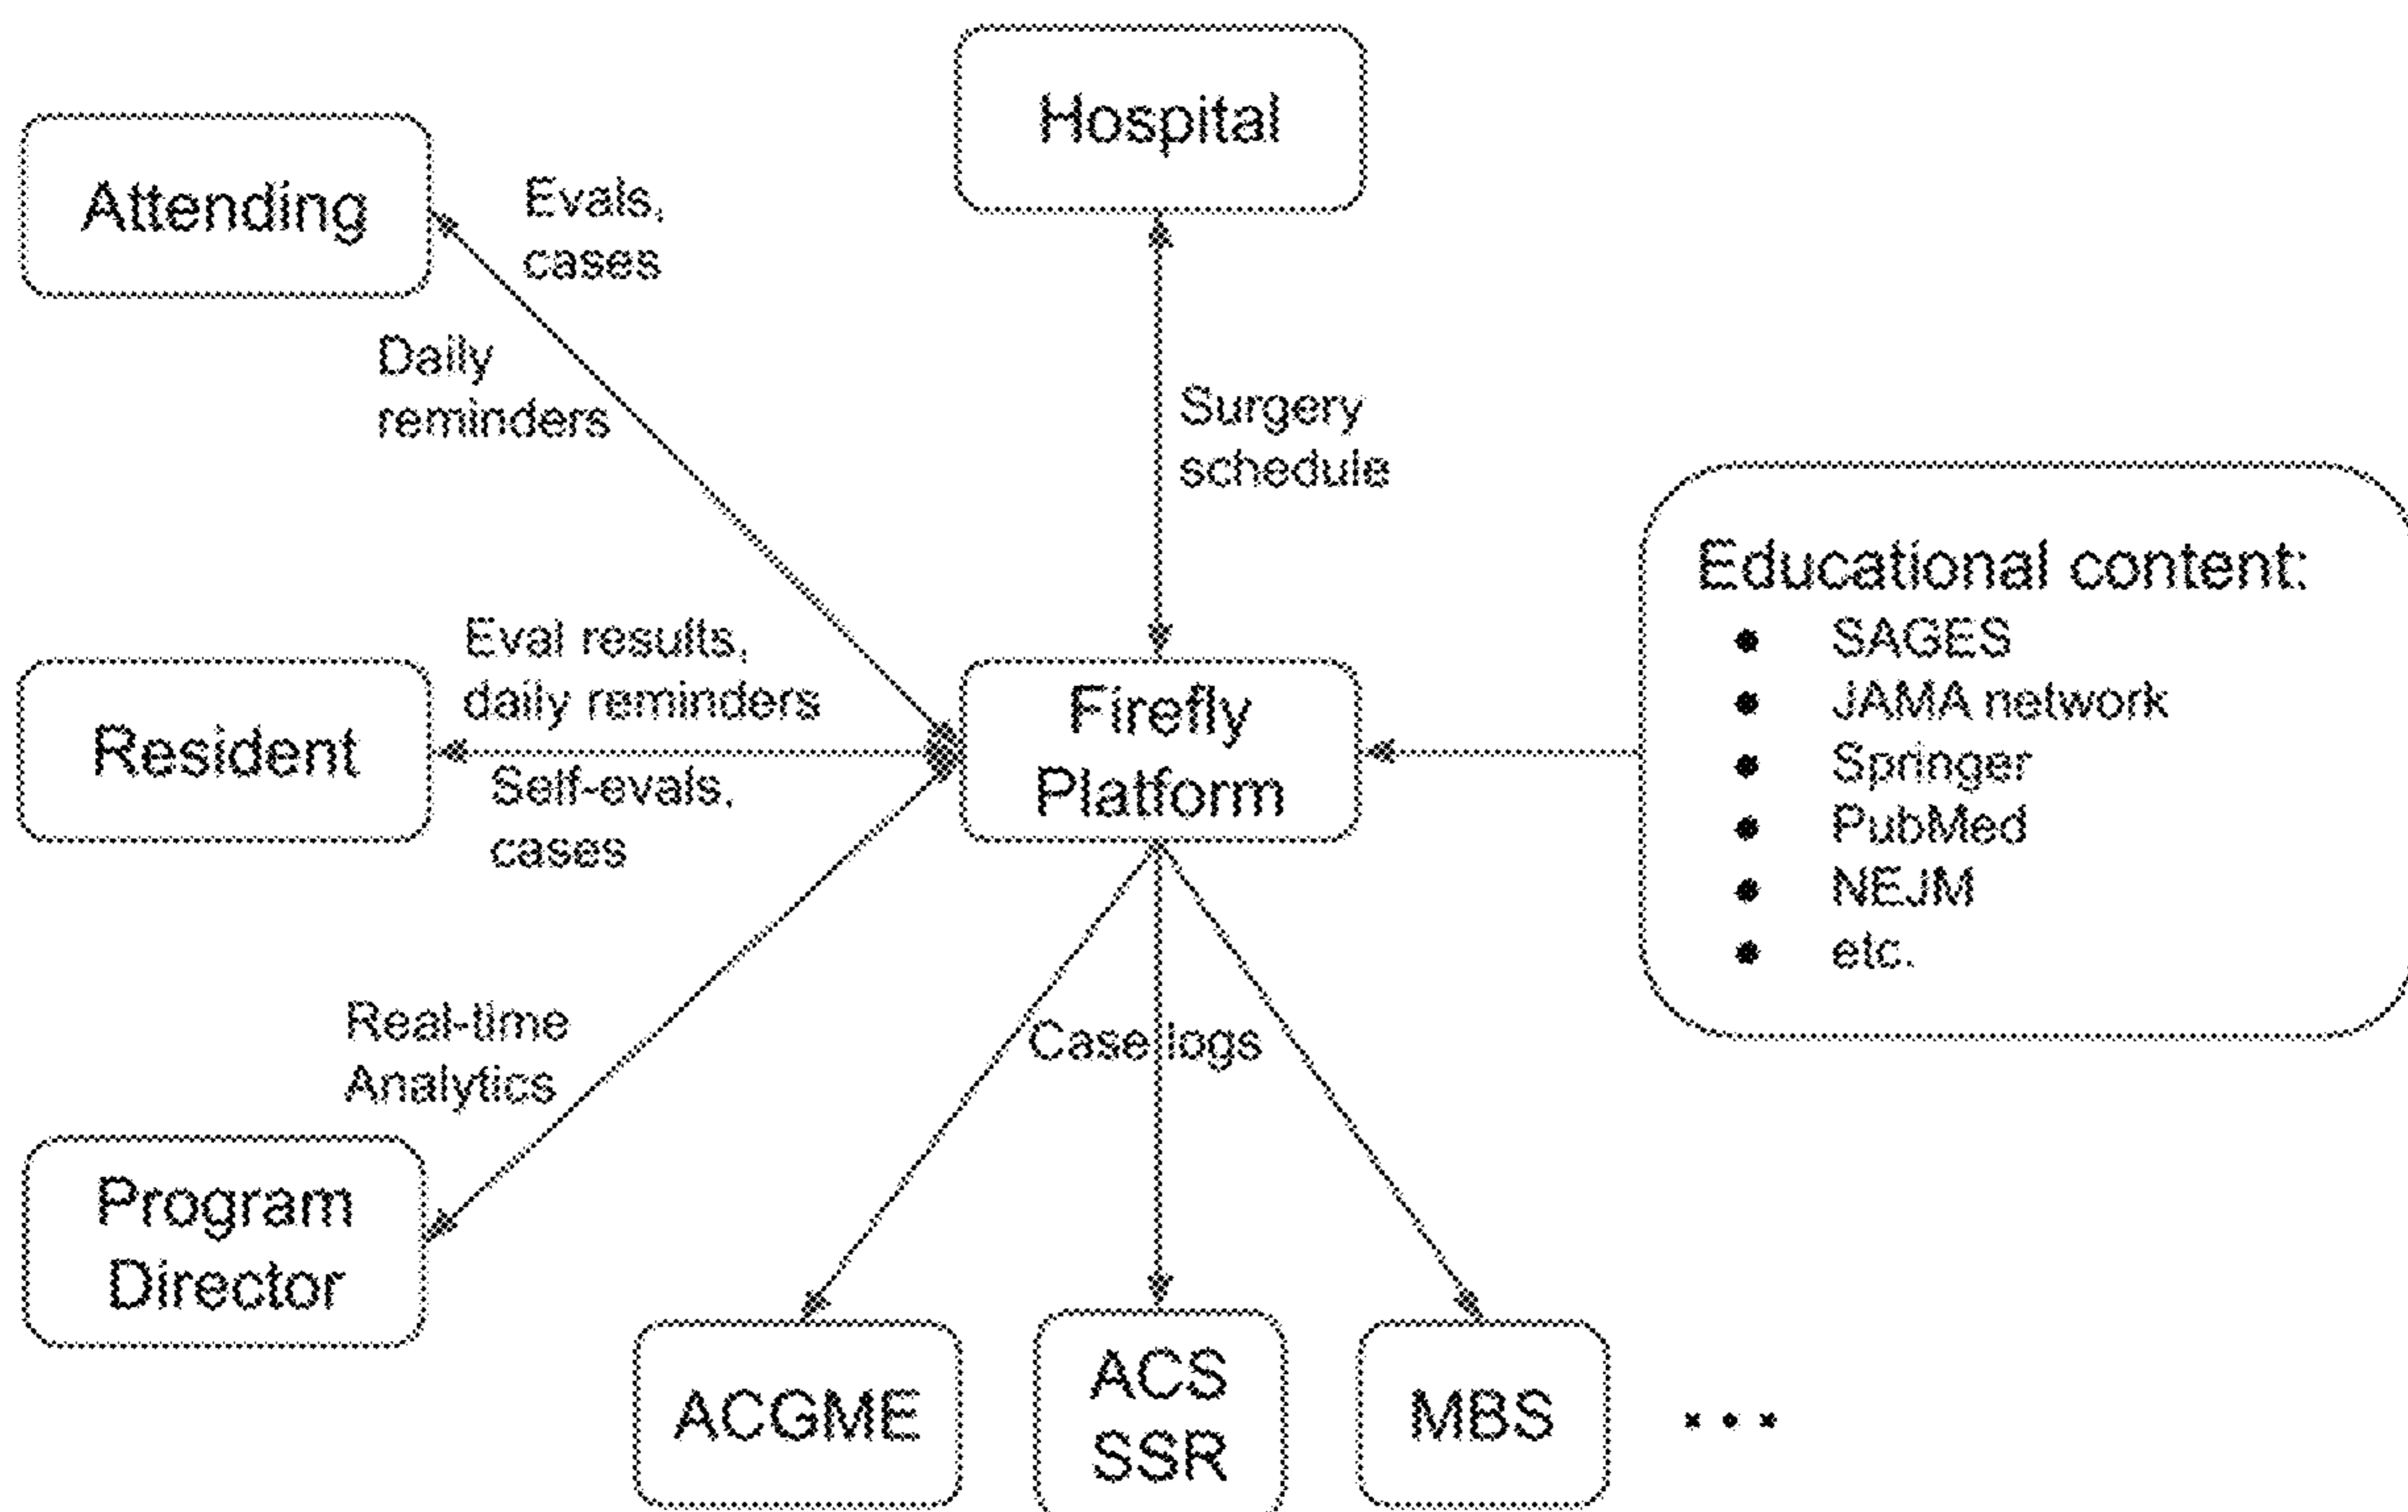 Hospital
Attending
Evals,
cases
Daily
reminders
Surgery
schedule
Educational content:
• SAGES
• JAMA network
• Springer
• PubMed
• NEJM
• etc.
Eval results,
daily reminders
Resident
Self-evals,
cases
Firefly
Platform
Real-time
Analytics
Case logs
Program
Director
ACGME
ACS
SSR
MBS
...